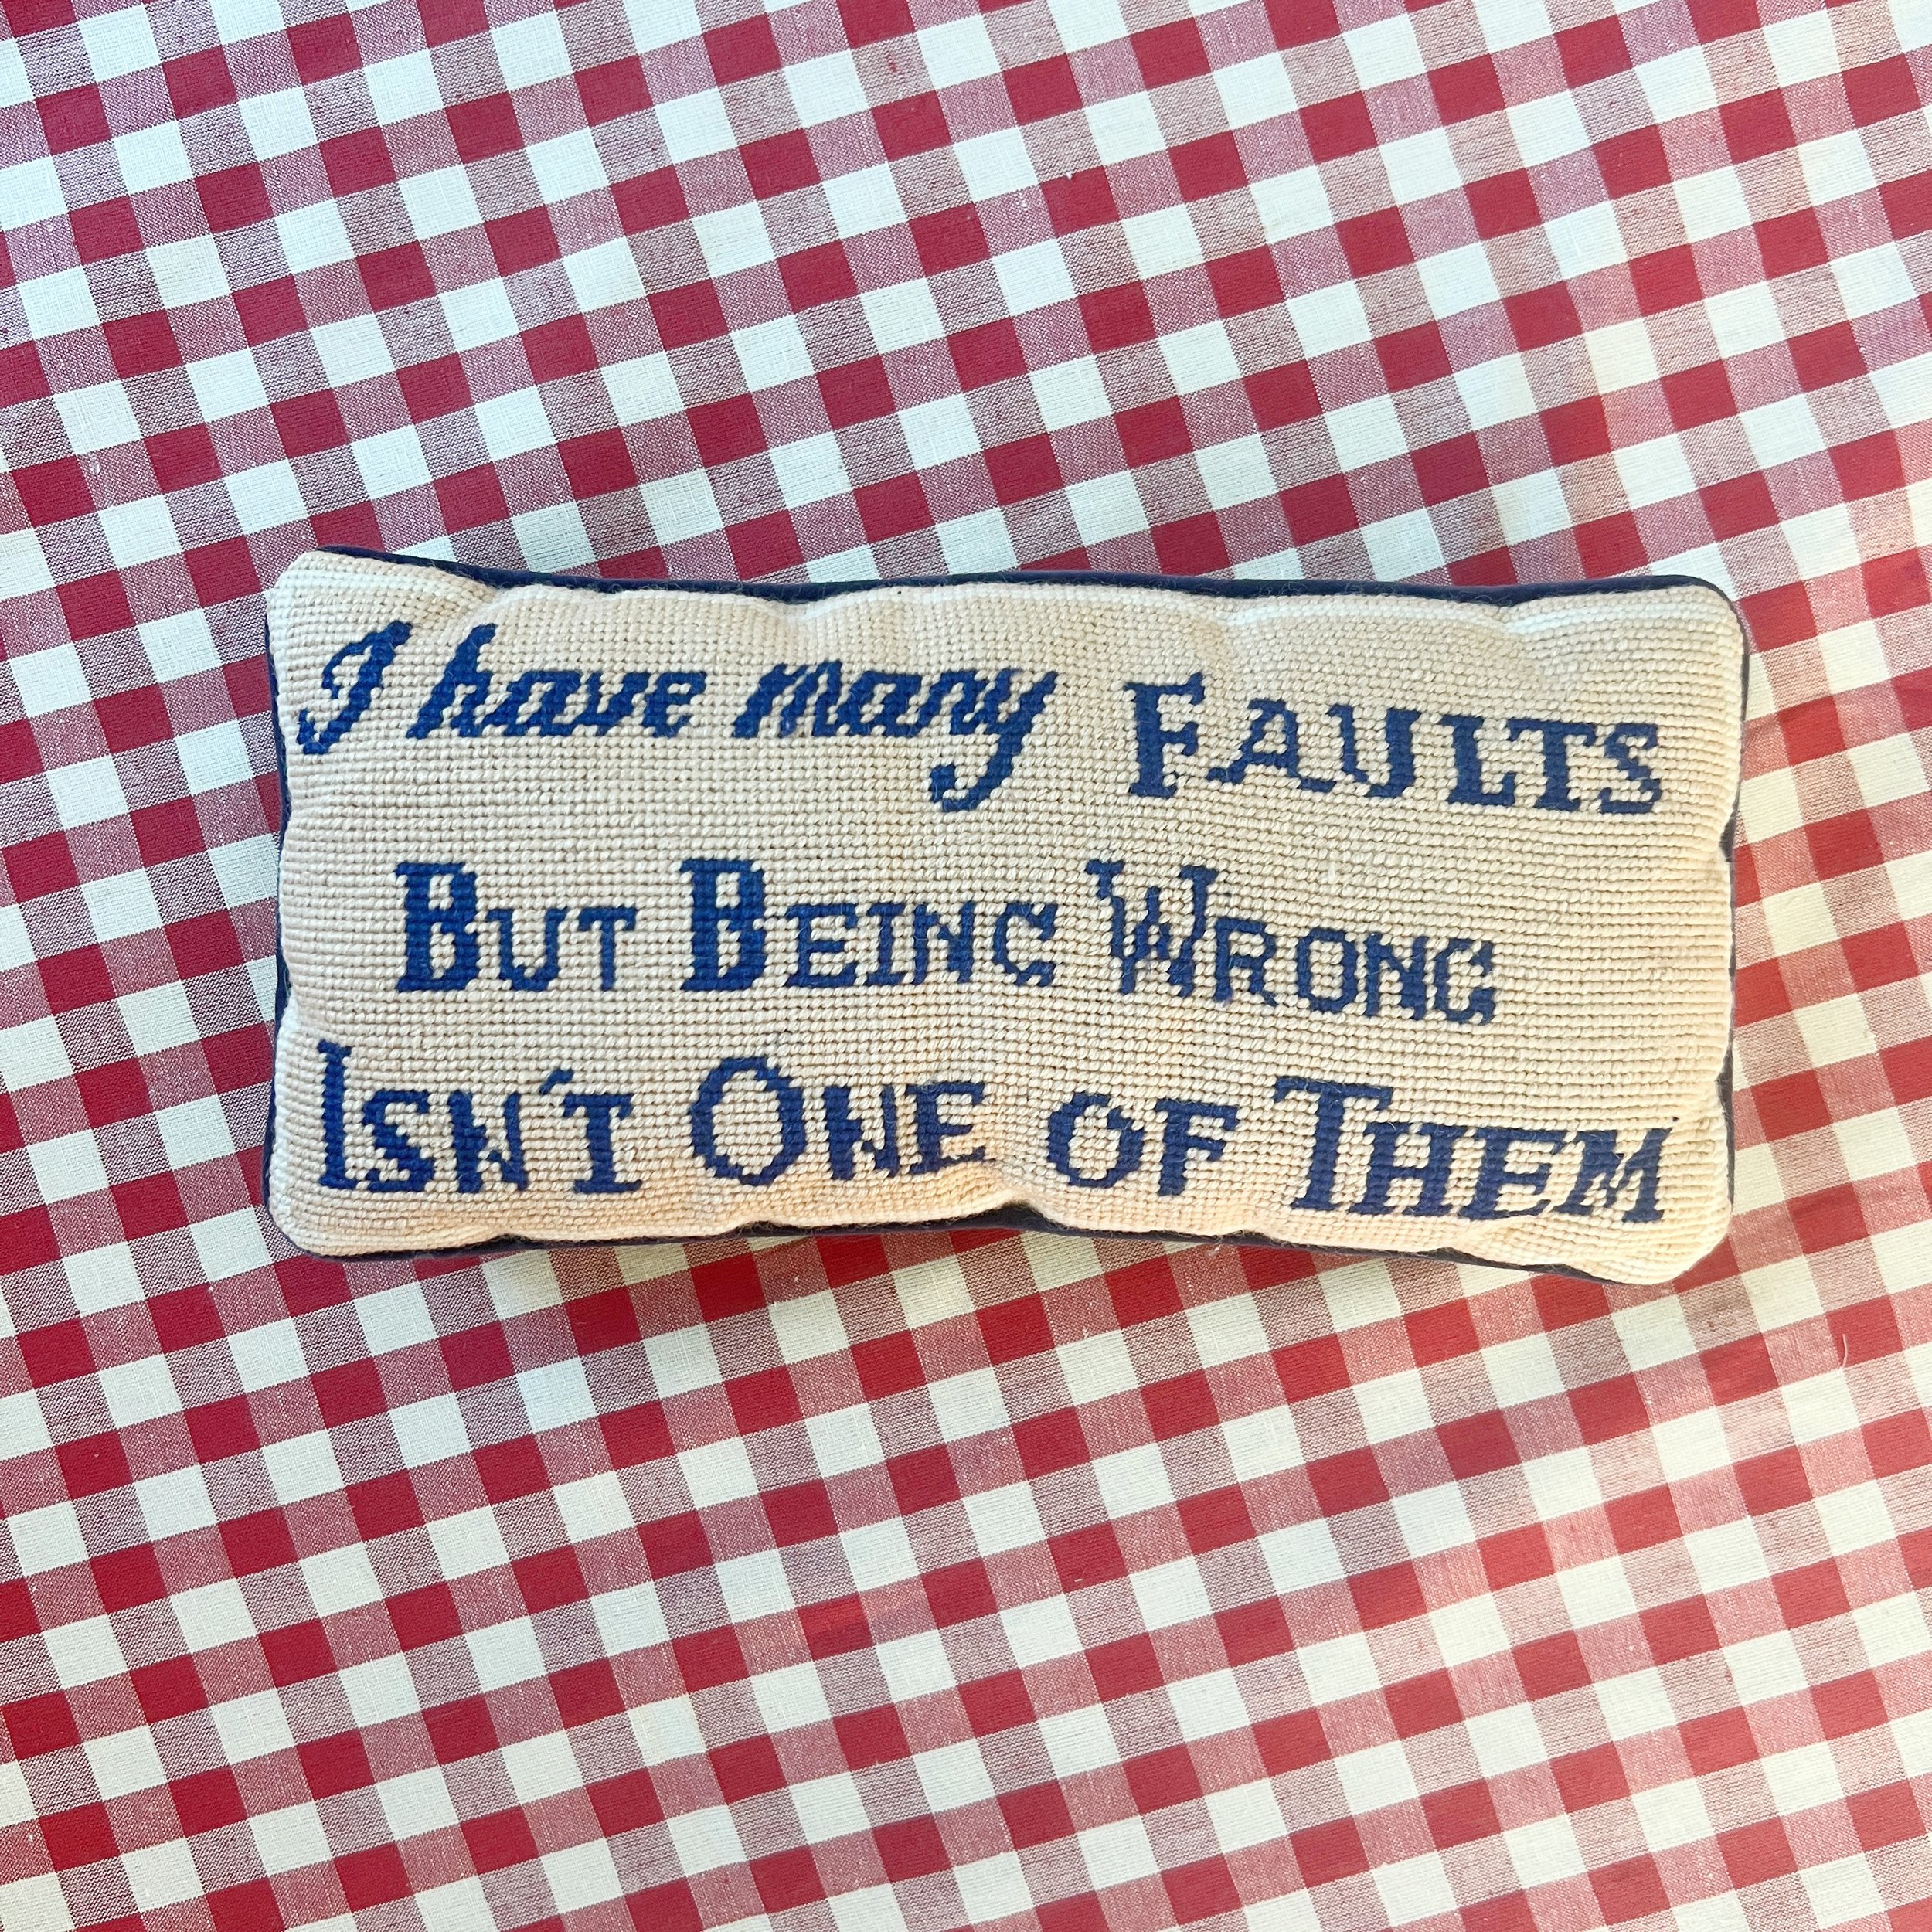 I have many FAULTS
BUT BEING WRONG
ISN'T ONE OF THEM